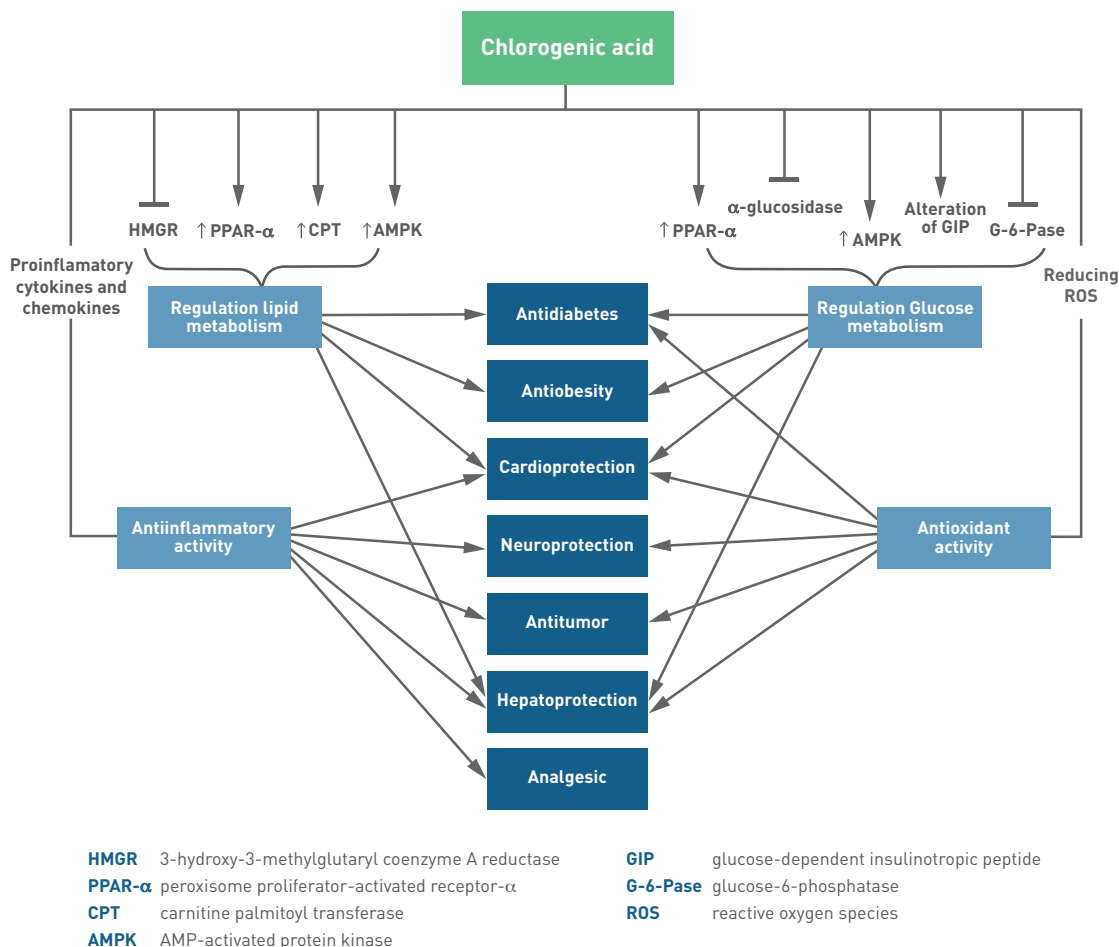 Chlorogenic acid
HMGR
↑PPAR-α
↑CPT
↑AMPK
↑PPAR-α
α-glucosidase
↑AMPK
Alteration
of GIP
G-6-Pase
Proinflamatory
cytokines and
chemokines
Reducing
ROS
Regulation lipid
metabolism
Regulation Glucose
metabolism
Antidiabetes
Antiobesity
Cardioprotection
Antiinflammatory
activity
Neuroprotection
Antioxidant
activity
Antitumor
Hepatoprotection
Analgesic
HMGR 3-hydroxy-3-methylglutaryl coenzyme A reductase
PPAR-α peroxisome proliferator-activated receptor-α
CPT carnitine palmitoyl transferase
AMPK AMP-activated protein kinase
GIP glucose-dependent insulinotropic peptide
G-6-Pase glucose-6-phosphatase
ROS reactive oxygen species